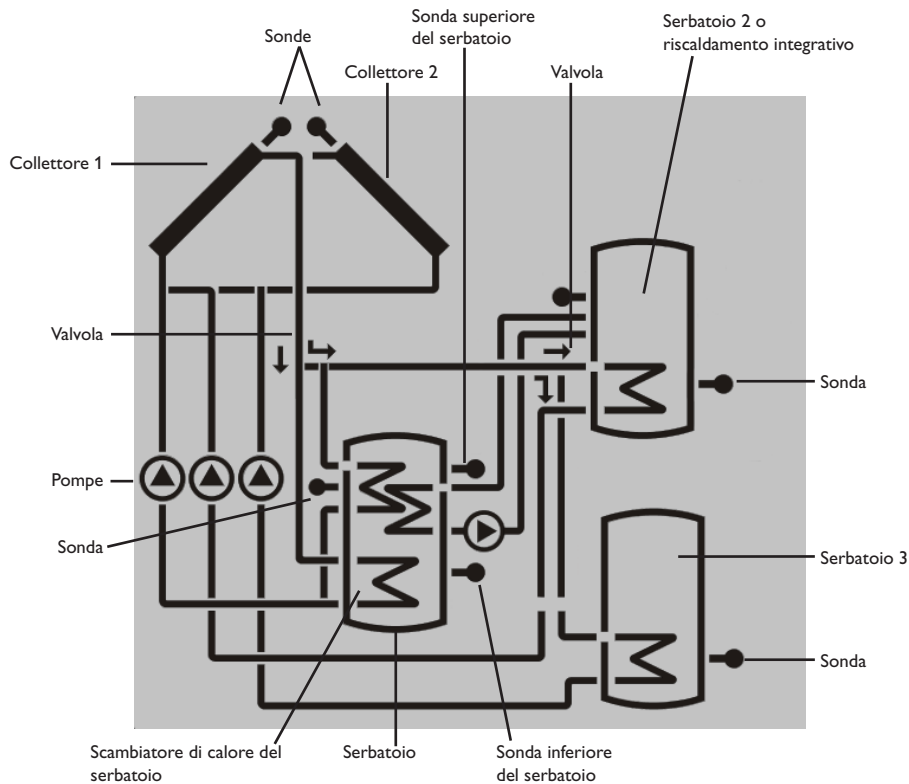 Sonde
Sonda superiore
del serbatoio
Serbatoio 2 o
riscaldamento integrativo
Collettore 2
Valvola
Collettore 1
Valvola
Sonda
Pompe
Sonda
Serbatoio 3
Sonda
Scambiatore di calore del
serbatoio
Serbatoio
Sonda inferiore
del serbatoio